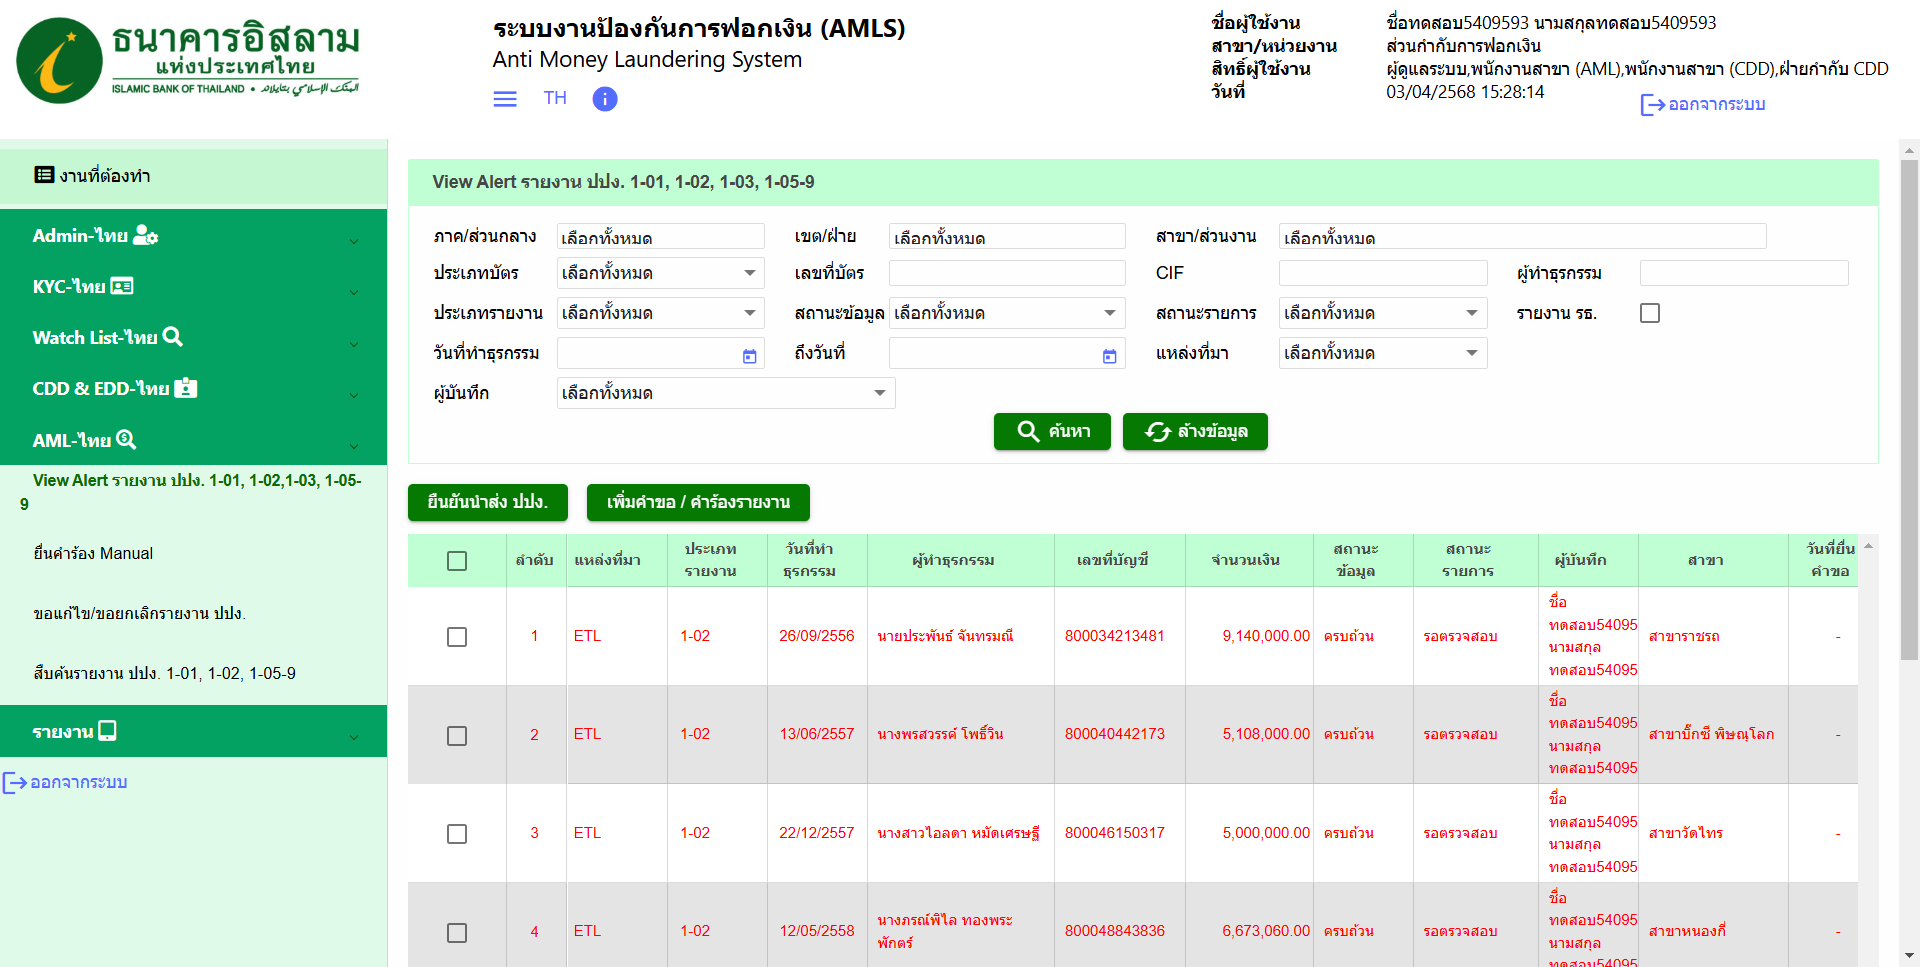 ธนาคารอิสลาม
แห่งประเทศไทย
ISLAMIC BANK OF THAILAND •
ระบบงานป้องกันการฟอกเงิน (AMLS)
Anti Money Laundering System
TH
ชื่อผู้ใช้งาน ชื่อทดสอบ5409593 นามสกุลทดสอบ5409593
สาขา/หน่วยงาน ส่วนกำกับการฟอกเงิน
สิทธิ์ผู้ใช้งาน ผู้ดูแลระบบ,พนักงานสาขา (AML),พนักงานสาขา (CDD),ฝ่ายกำกับ CDD
วันที่ 03/04/2568 15:28:14
ออกจากระบบ
งานที่ต้องทำ
Admin-ไทย
KYC-ไทย
Watch List-ไทย
CDD & EDD-ไทย
AML-ไทย
View Alert รายงาน ปปง. 1-01, 1-02,1-03, 1-05-
9
ยื่นคำร้อง Manual
ขอแก้ไข/ขอยกเลิกรายงาน ปปง.
สืบค้นรายงาน ปปง. 1-01, 1-02, 1-05-9
รายงาน
ออกจากระบบ
View Alert รายงาน ปปง. 1-01, 1-02, 1-03, 1-05-9
ภาค/ส่วนกลาง เลือกทั้งหมด เขต/ฝ่าย เลือกทั้งหมด สาขา/ส่วนงาน เลือกทั้งหมด
ประเภทบัตร เลือกทั้งหมด เลขที่บัตร CIF ผู้ทำธุรกรรม
ประเภทรายงาน เลือกทั้งหมด สถานะข้อมูล เลือกทั้งหมด สถานะรายการ เลือกทั้งหมด รายงาน รธ.
วันที่ทำธุรกรรม ถึงวันที่ แหล่งที่มา เลือกทั้งหมด
ผู้บันทึก เลือกทั้งหมด
ค้นหา ล้างข้อมูล
ยืนยันนำส่ง ปปง. เพิ่มคำขอ / คำร้องรายงาน
ลำดับ แหล่งที่มา ประเภทรายงาน วันที่ทำธุรกรรม ผู้ทำธุรกรรม เลขที่บัญชี จำนวนเงิน สถานะข้อมูล สถานะรายการ ผู้บันทึก สาขา วันที่ยื่นคำขอ
1 ETL 1-02 26/09/2556 นายประพันธ์ จันทรมณี 800034213481 9,140,000.00 ครบถ้วน รอตรวจสอบ ชื่อทดสอบ54095 นามสกุลทดสอบ54095 สาขาราชรถ -
2 ETL 1-02 13/06/2557 นางพรสวรรค์ โพธิ์วิน 800040442173 5,108,000.00 ครบถ้วน รอตรวจสอบ ชื่อทดสอบ54095 นามสกุลทดสอบ54095 สาขาบิ๊กซี พิษณุโลก -
3 ETL 1-02 22/12/2557 นางสาวไอลดา หมัดเศรษฐี 800046150317 5,000,000.00 ครบถ้วน รอตรวจสอบ ชื่อทดสอบ54095 นามสกุลทดสอบ54095 สาขาวัดไทร -
4 ETL 1-02 12/05/2558 นางภรณ์พิไล ทองพระพักตร์ 800048843836 6,673,060.00 ครบถ้วน รอตรวจสอบ ชื่อทดสอบ54095 นามสกุลทดสอบ54095 สาขาหนองกี่ -